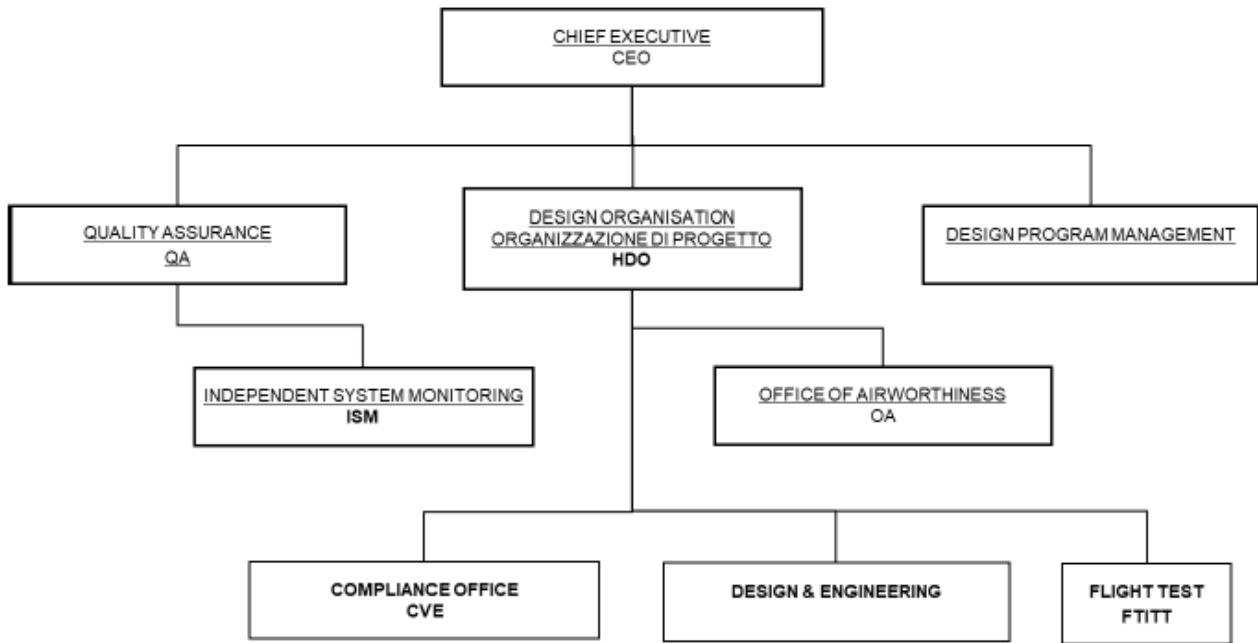 CHIEF EXECUTIVE
CEO
QUALITY ASSURANCE
QA
DESIGN ORGANISATION
ORGANIZZAZIONE DI PROGETTO
HDO
DESIGN PROGRAM MANAGEMENT
INDEPENDENT SYSTEM MONITORING
ISM
OFFICE OF AIRWORTHINESS
OA
COMPLIANCE OFFICE
CVE
DESIGN & ENGINEERING
FLIGHT TEST
FTITT